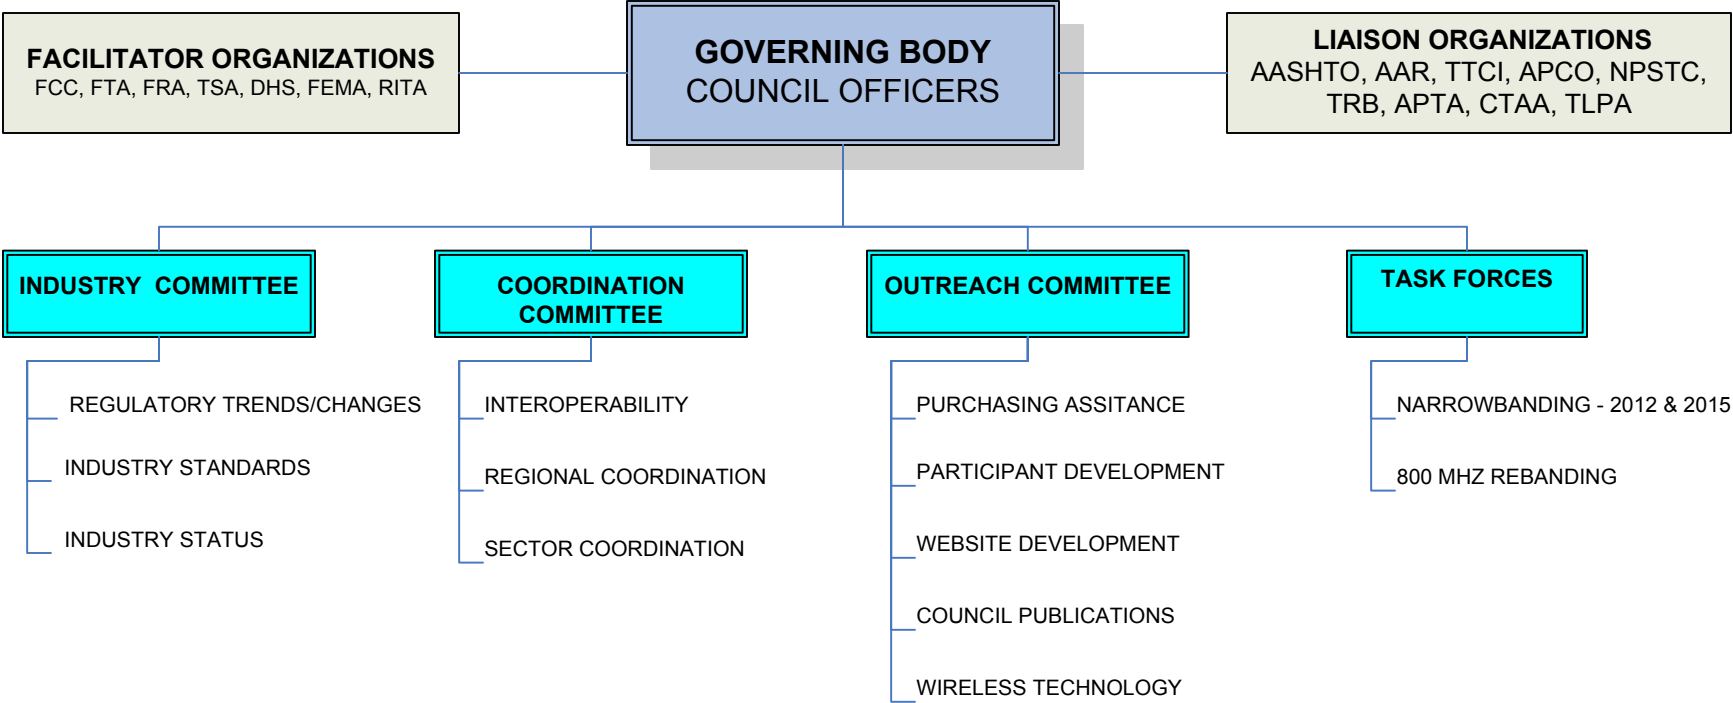 FACILITATOR ORGANIZATIONS
FCC, FTA, FRA, TSA, DHS, FEMA, RITA
GOVERNING BODY
COUNCIL OFFICERS
LIAISON ORGANIZATIONS
AASHTO, AAR, TTCI, APCO, NPSTC,
TRB, APTA, CTAA, TLPA
INDUSTRY COMMITTEE
REGULATORY TRENDS/CHANGES
INDUSTRY STANDARDS
INDUSTRY STATUS
COORDINATION
COMMITTEE
INTEROPERABILITY
REGIONAL COORDINATION
SECTOR COORDINATION
OUTREACH COMMITTEE
PURCHASING ASSITANCE
PARTICIPANT DEVELOPMENT
WEBSITE DEVELOPMENT
COUNCIL PUBLICATIONS
WIRELESS TECHNOLOGY
TASK FORCES
NARROWBANDING - 2012 & 2015
800 MHZ REBANDING